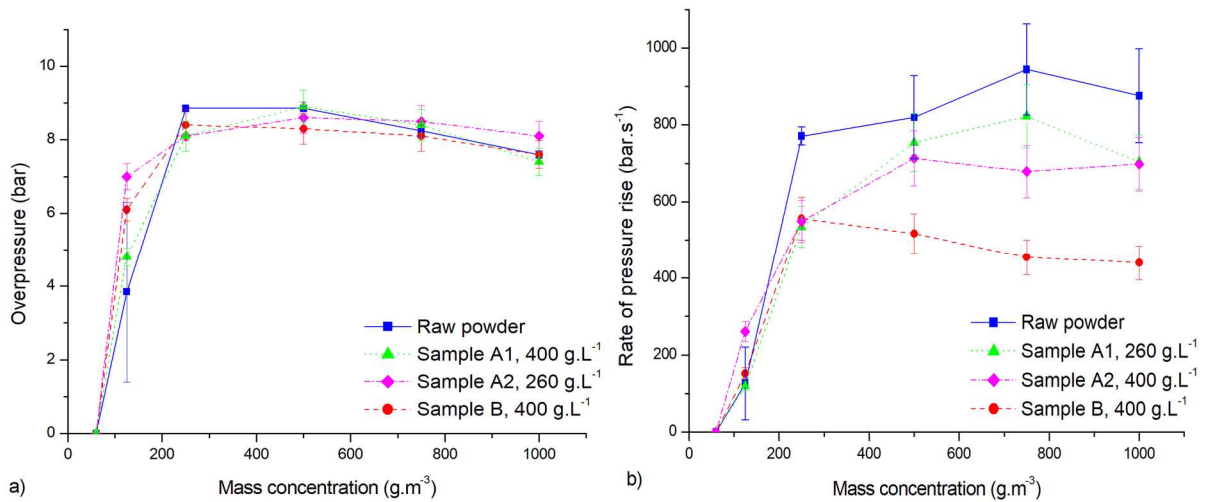 10
8
6
4
2
0
Overpressure (bar)
Raw powder
Sample A1, 400 g.L⁻¹
Sample A2, 260 g.L⁻¹
Sample B, 400 g.L⁻¹
0 200 400 600 800 1000
Mass concentration (g.m⁻³)
a)
1000
800
600
400
200
0
Rate of pressure rise (bar.s⁻¹)
Raw powder
Sample A1, 260 g.L⁻¹
Sample A2, 400 g.L⁻¹
Sample B, 400 g.L⁻¹
0 200 400 600 800 1000
Mass concentration (g.m⁻³)
b)